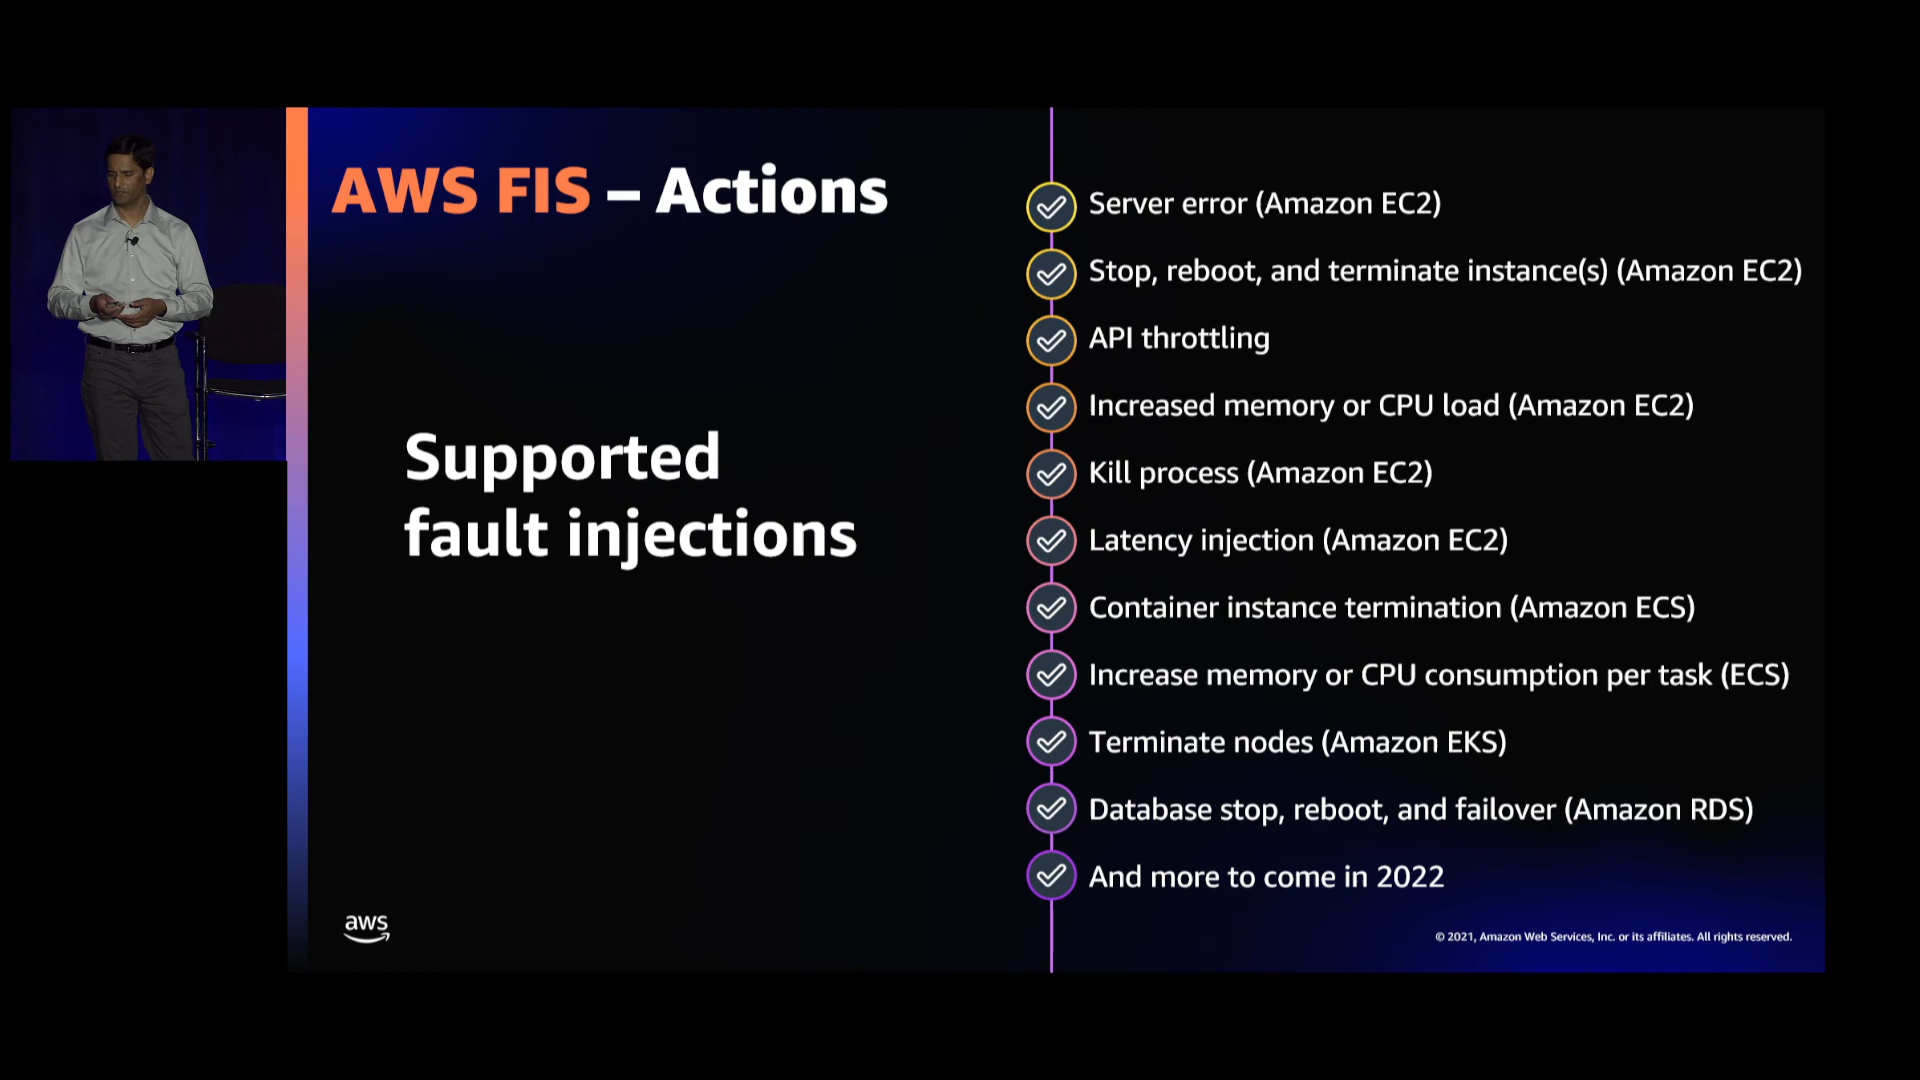 AWS FIS – Actions
Supported
fault injections
Server error (Amazon EC2)
Stop, reboot, and terminate instance(s) (Amazon EC2)
API throttling
Increased memory or CPU load (Amazon EC2)
Kill process (Amazon EC2)
Latency injection (Amazon EC2)
Container instance termination (Amazon ECS)
Increase memory or CPU consumption per task (ECS)
Terminate nodes (Amazon EKS)
Database stop, reboot, and failover (Amazon RDS)
And more to come in 2022
aws
© 2021, Amazon Web Services, Inc. or its affiliates. All rights reserved.